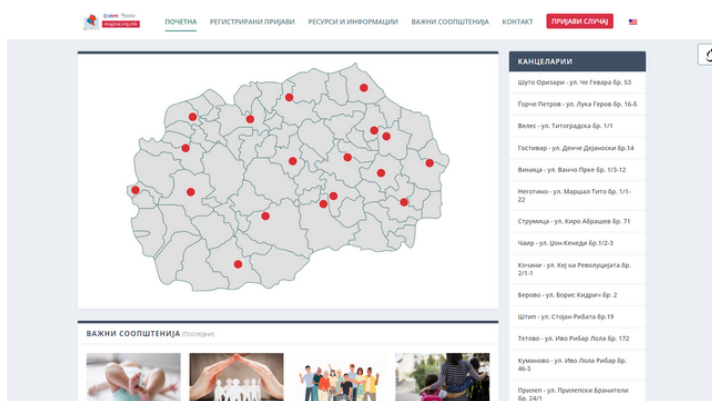 ПОЧЕТНА
РЕГИСТРИРАНИ ПРИЈАВИ
РЕСУРСИ И ИНФОРМАЦИИ
ВАЖНИ СООПШТЕНИЈА
КОНТАКТ
ПРИЈАВИ СЛУЧАЈ
КАНЦЕЛАРИИ
Шуто Оризари - ул. Че Гевара бр. 53
Ѓорче Петров - ул. Лука Геров бр. 16-б
Велес - ул. Титоградска бр. 1/1
Гостивар - ул. Денче Дејаноски бр.14
Виница - ул. Ванчо Прке бр. 1/3-12
Неготино - ул. Маршал Тито бр. 1/1-
22
Струмица - ул. Киро Абрашев бр. 71
Чаир - ул. Џон Кенеди бр.1/2-3
Кочани - ул. Кеј на Револуцијата бр.
2/1-1
Берово - ул. Борис Кидрич бр. 2
Штип - ул. Стојан Рибата бр.19
Тетово - ул. Иво Рибар Лола бр. 172
Куманово - ул. Иво Лола Рибар бр.
46-3
Прилеп - ул. Прилепски Бранители
бр. 24/1
ВАЖНИ СООПШТЕНИЈА (Последни)